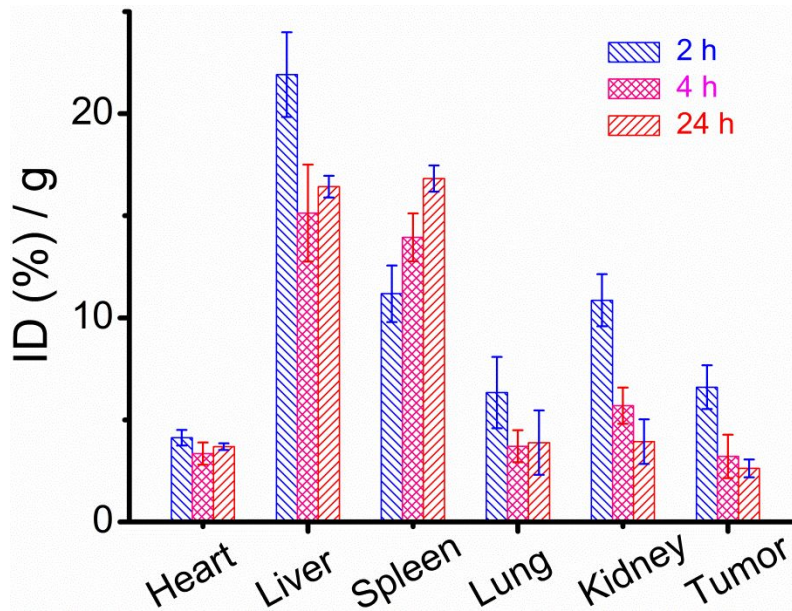 2 h
4 h
24 h
ID (%) / g
20
10
0
Heart
Liver
Spleen
Lung
Kidney
Tumor